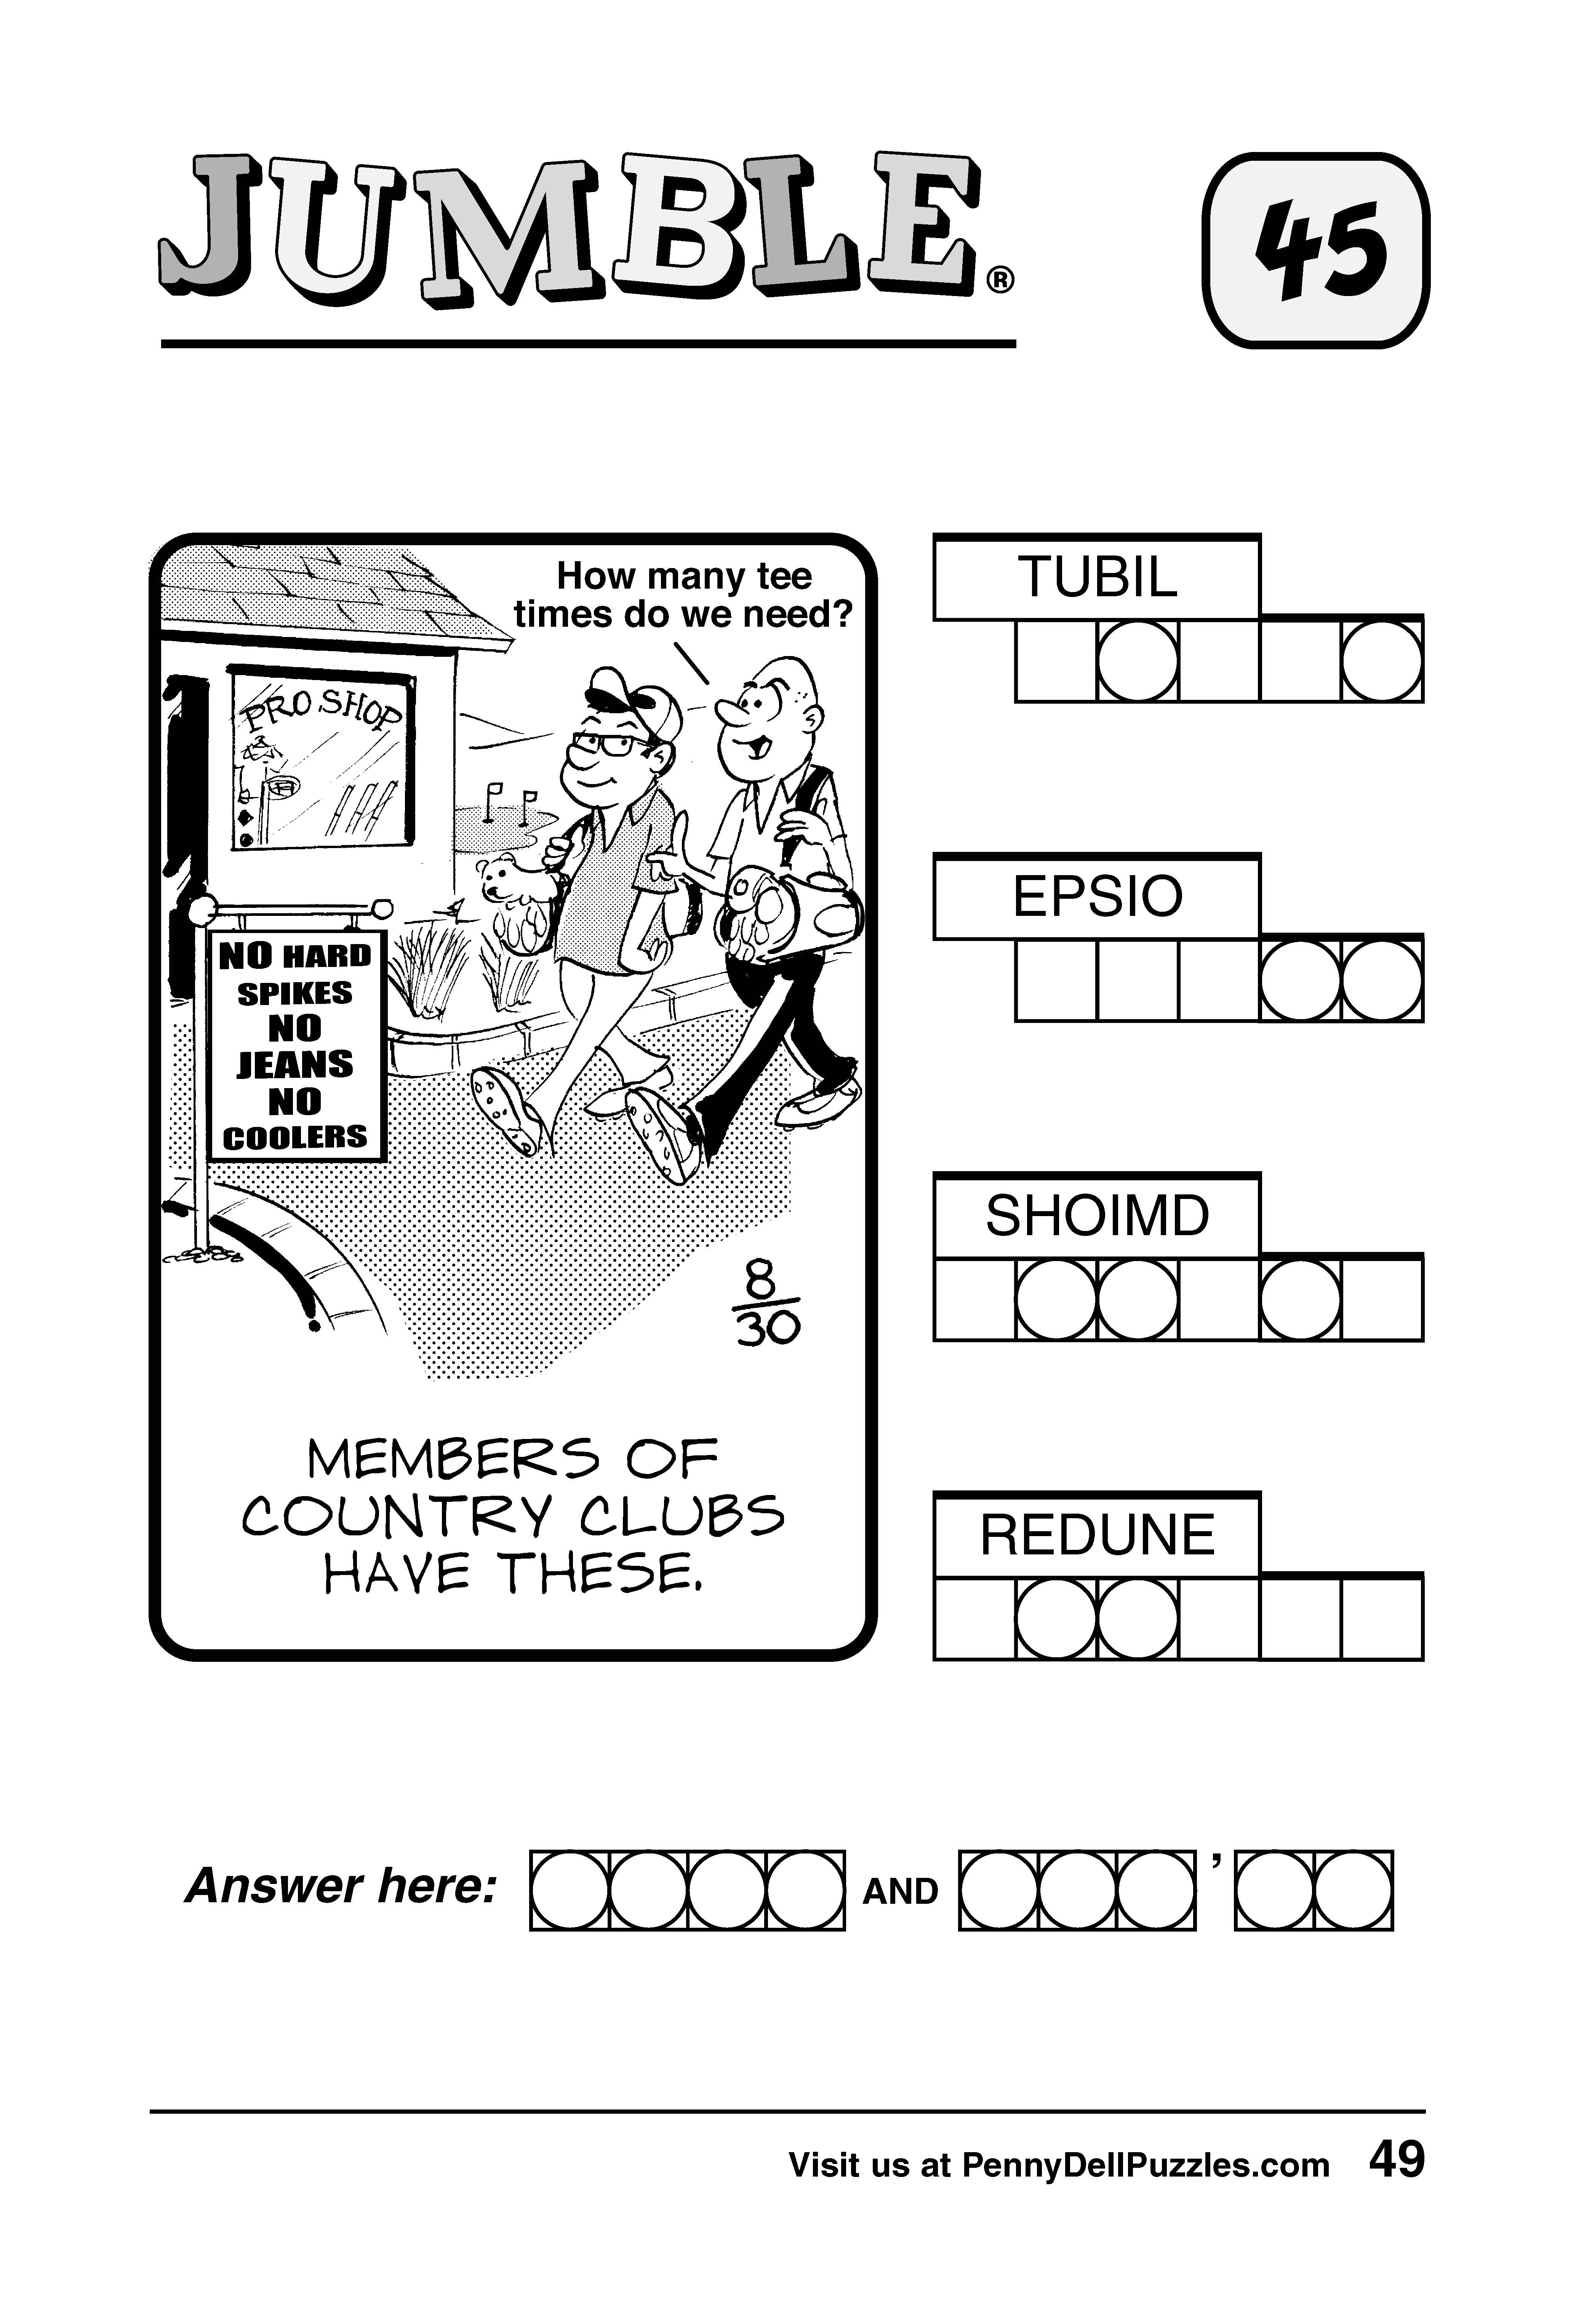 JUMBLE®
45
How many tee
times do we need?
PRO SHOP
NO HARD
SPIKES
NO
JEANS
NO
COOLERS
8
30
MEMBERS OF
COUNTRY CLUBS
HAVE THESE.
TUBIL
EPSIO
SHOIMD
REDUNE
Answer here: AND ’
Visit us at PennyDellPuzzles.com 49